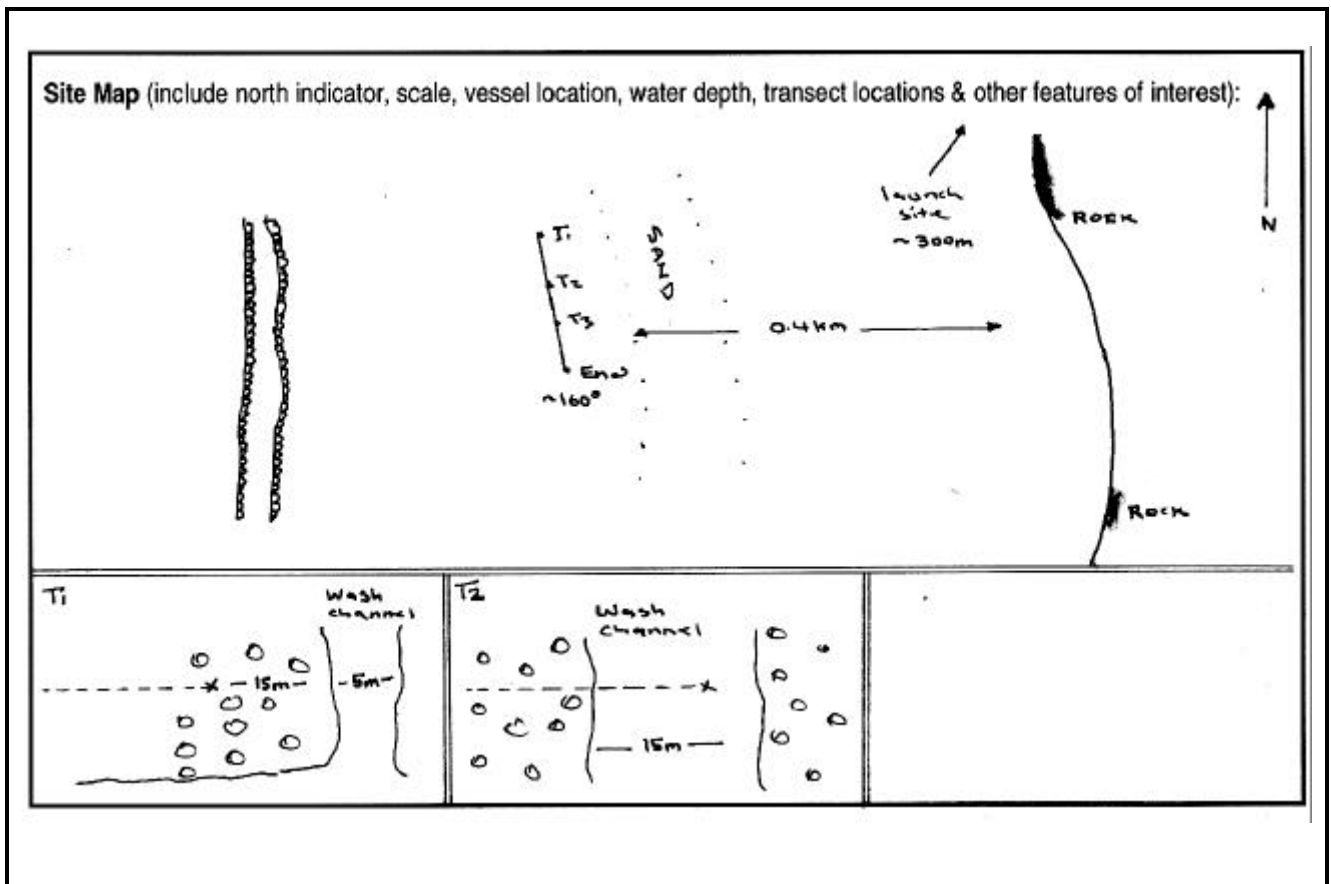 Site Map (include north indicator, scale, vessel location, water depth, transect locations & other features of interest):
launch
site
~300m
ROCK
N
T1
SAND
T2
T3
0.4km
End
~160°
ROCK
T1
Wash
channel
15m
5m
T2
Wash
channel
15m